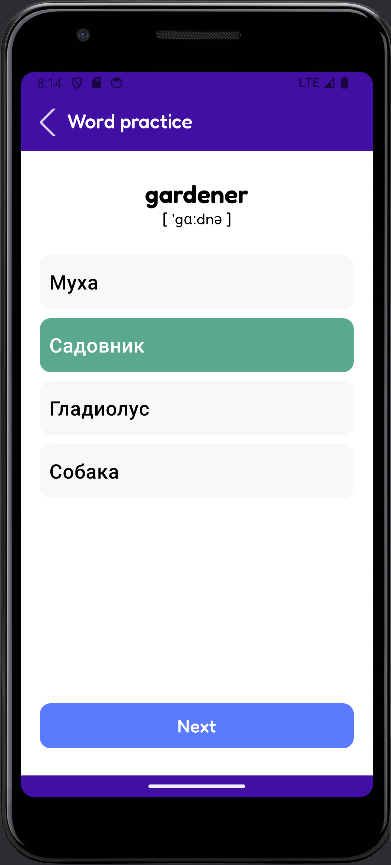 8:14 LTE
Word practice
gardener
[ 'gɑ:dnə ]
Муха
Садовник
Гладиолус
Собака
Next